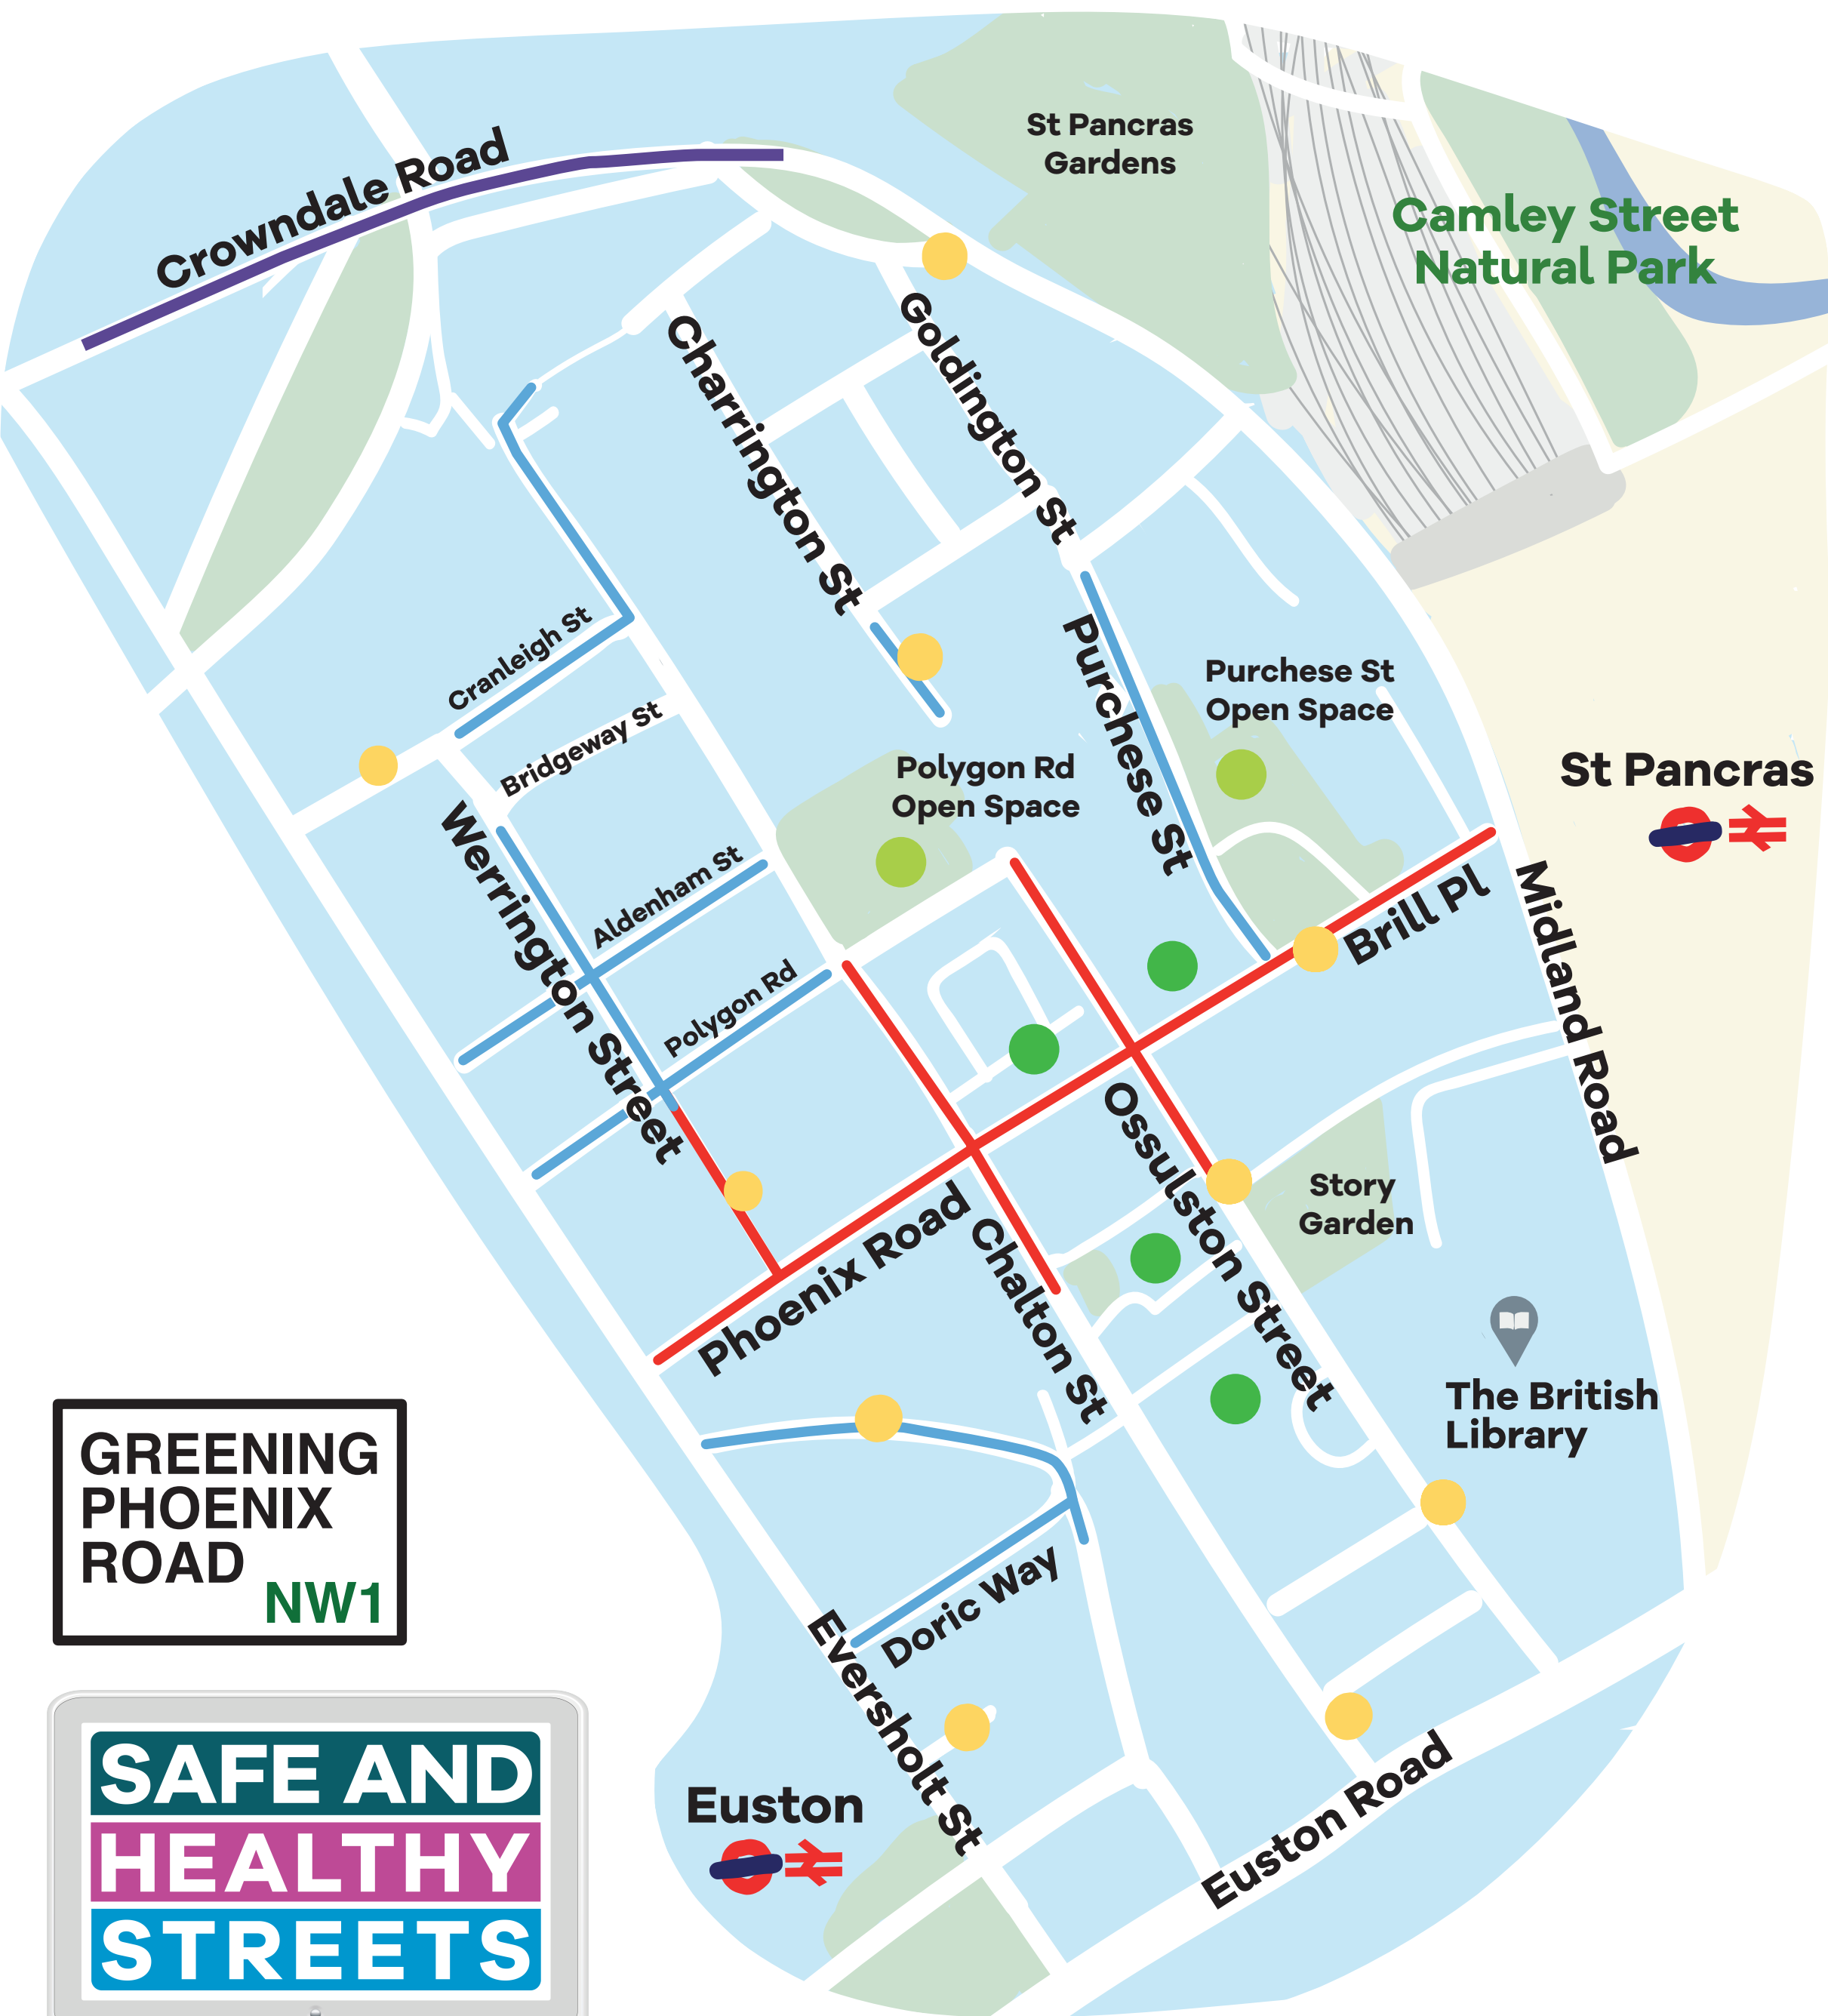 St Pancras
Gardens
Crowndale Road
Camley Street
Natural Park
Charrington St
Goldington St
Cranleigh St
Bridgeway St
Purchese St
Purchese St
Open Space
Polygon Rd
Open Space
St Pancras
Werrington Street
Aldenham St
Polygon Rd
Brill Pl
Midland Road
Ossulston Street
Story
Garden
Phoenix Road
Chalton St
The British
Library
Doric Way
Eversholt St
Euston
Euston Road
GREENING
PHOENIX
ROAD
NW1
SAFE AND
HEALTHY
STREETS